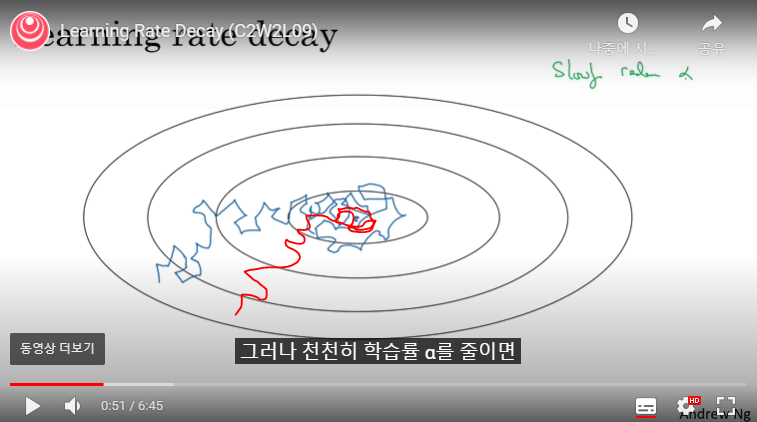 Learning Rate Decay (C2W2L09)
earning rate decay
나중에 시...
공유
동영상 더보기
그러나 천천히 학습률 α를 줄이면
0:51 / 6:45
HD
Andrew Ng